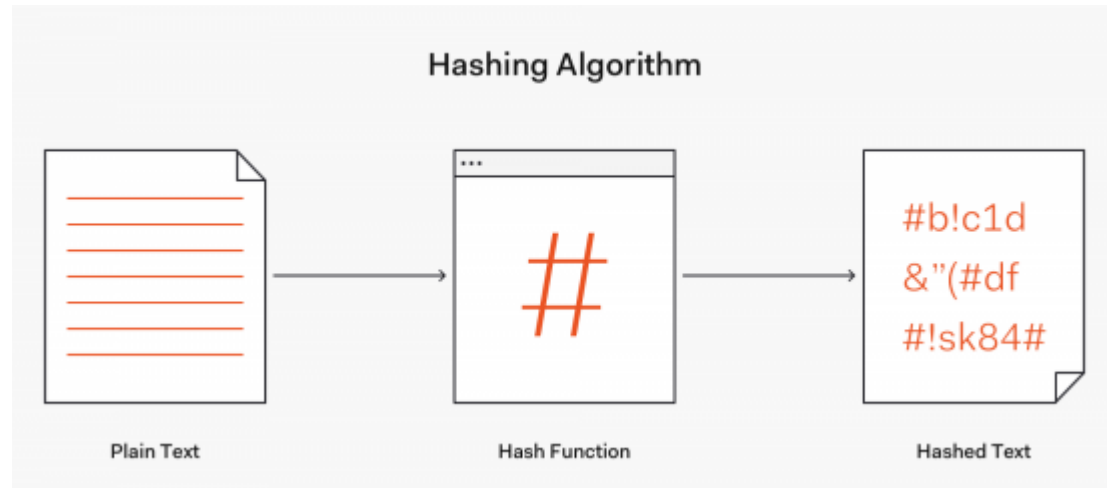 Hashing Algorithm
...
#
#b!c1d
&”(#df
#!sk84#
Plain Text
Hash Function
Hashed Text